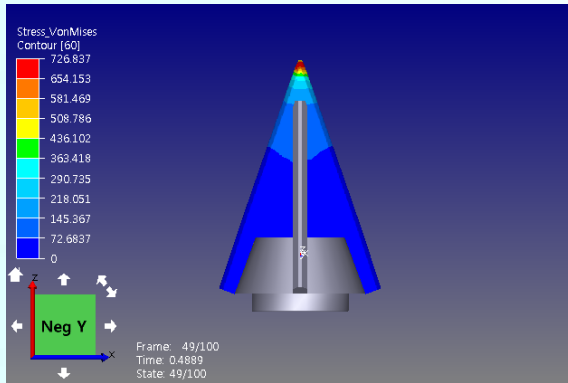 Stress_VonMises
Contour [60]
726.837
654.153
581.469
508.786
436.102
363.418
290.735
218.051
145.367
72.6837
0
Z
Neg Y
X
Frame: 49/100
Time: 0.4889
State: 49/100